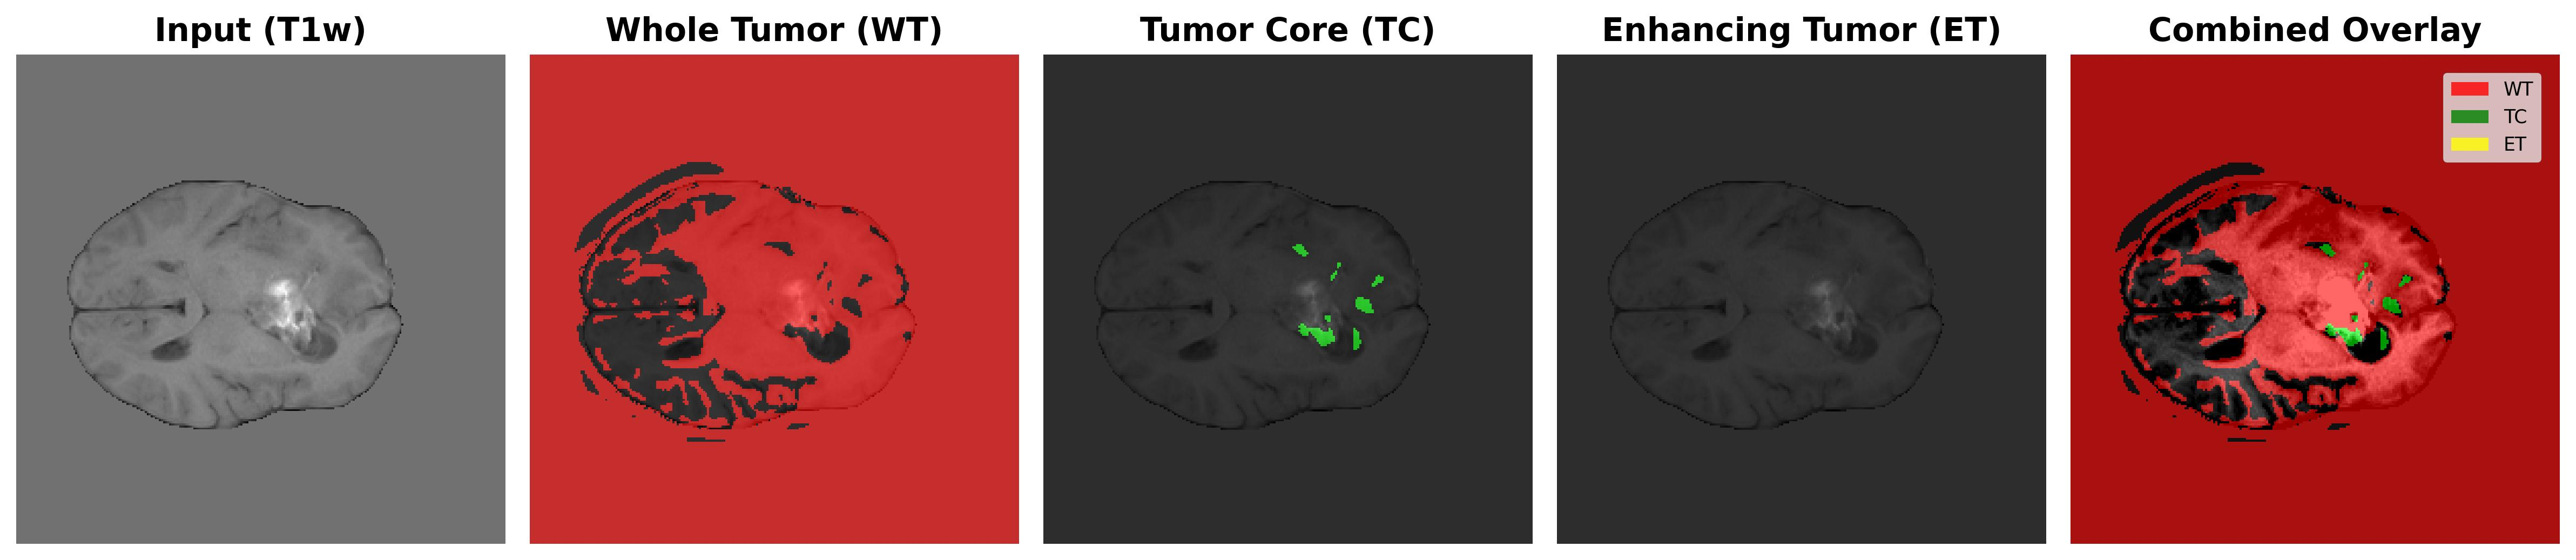 Input (T1w)
Whole Tumor (WT)
Tumor Core (TC)
Enhancing Tumor (ET)
Combined Overlay
WT
TC
ET